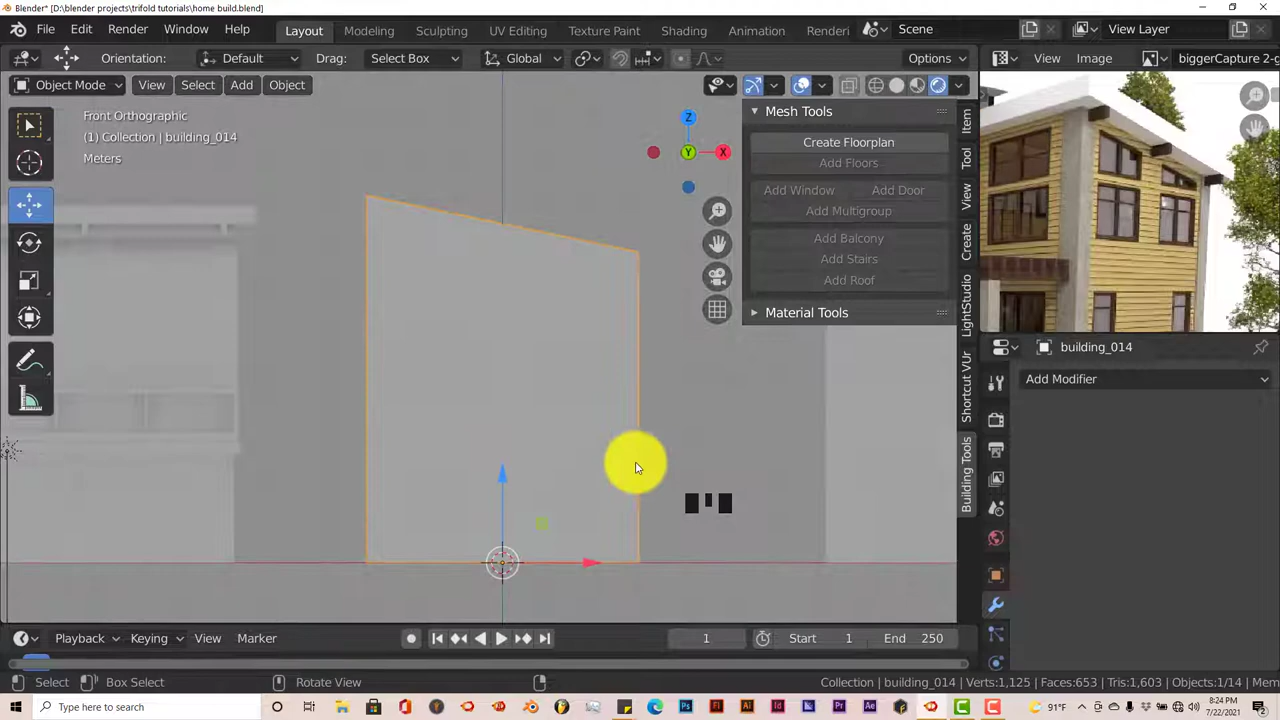 Blender* [D:\blender projects\trifold tutorials\home build.blend]
File Edit Render Window Help Layout Modeling Sculpting UV Editing Texture Paint Shading Animation Renderi Scene View Layer
Orientation: Default Drag: Select Box Global Options View Image biggerCapture 2-g
Object Mode View Select Add Object
Front Orthographic
(1) Collection | building_014
Meters
Z
X
Y
Mesh Tools
Create Floorplan
Add Floors
Add Window Add Door
Add Multigroup
Add Balcony
Add Stairs
Add Roof
Material Tools
Item
Tool
View
Create
LightStudio
Shortcut VUr
Building Tools
building_014
Add Modifier
Playback Keying View Marker 1 Start 1 End 250
Select Box Select Rotate View Collection | building_014 | Verts:1,125 | Faces:653 | Tris:1,603 | Objects:1/14 | Mem
Type here to search 91°F 8:24 PM
7/22/2021